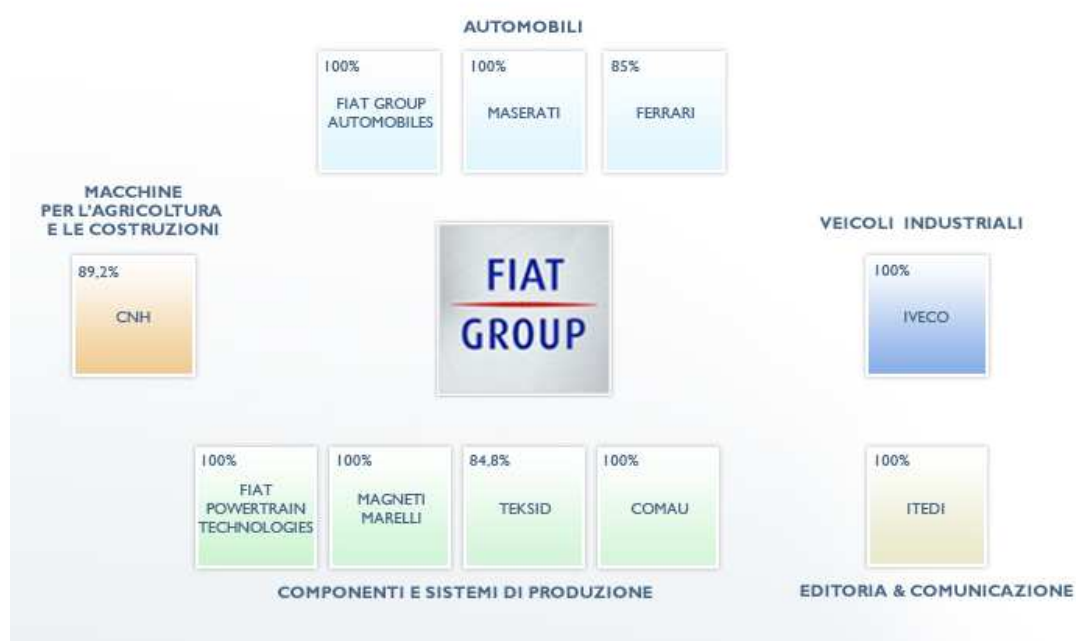 AUTOMOBILI
100%
FIAT GROUP
AUTOMOBILES
100%
MASERATI
85%
FERRARI
MACCHINE
PER L'AGRICOLTURA
E LE COSTRUZIONI
89,2%
CNH
FIAT
GROUP
VEICOLI INDUSTRIALI
100%
IVECO
100%
FIAT
POWERTRAIN
TECHNOLOGIES
100%
MAGNETI
MARELLI
84,8%
TEKSID
100%
COMAU
COMPONENTI E SISTEMI DI PRODUZIONE
100%
ITEDI
EDITORIA & COMUNICAZIONE